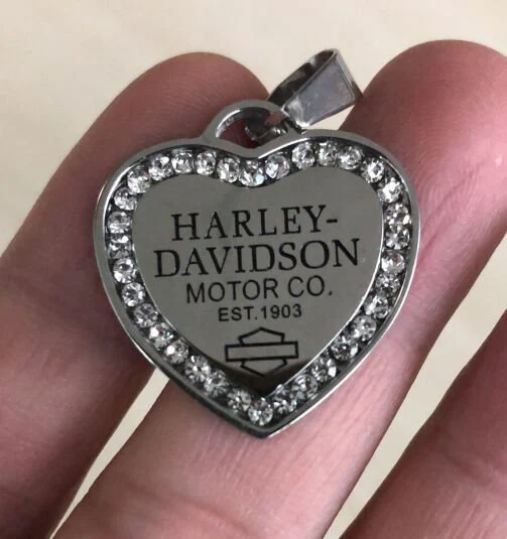 HARLEY-
DAVIDSON
MOTOR CO.
EST.1903